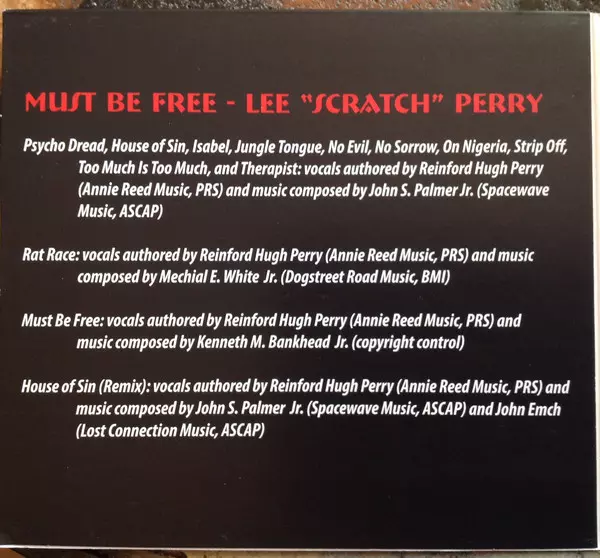 MUST BE FREE - LEE "SCRATCH" PERRY
Psycho Dread, House of Sin, Isabel, Jungle Tongue, No Evil, No Sorrow, On Nigeria, Strip Off,
Too Much Is Too Much, and Therapist: vocals authored by Reinford Hugh Perry
(Annie Reed Music, PRS) and music composed by John S. Palmer Jr. (Spacewave
Music, ASCAP)
Rat Race: vocals authored by Reinford Hugh Perry (Annie Reed Music, PRS) and music
composed by Mechial E. White Jr. (Dogstreet Road Music, BMI)
Must Be Free: vocals authored by Reinford Hugh Perry (Annie Reed Music, PRS) and
music composed by Kenneth M. Bankhead Jr. (copyright control)
House of Sin (Remix): vocals authored by Reinford Hugh Perry (Annie Reed Music, PRS) and
music composed by John S. Palmer Jr. (Spacewave Music, ASCAP) and John Emch
(Lost Connection Music, ASCAP)